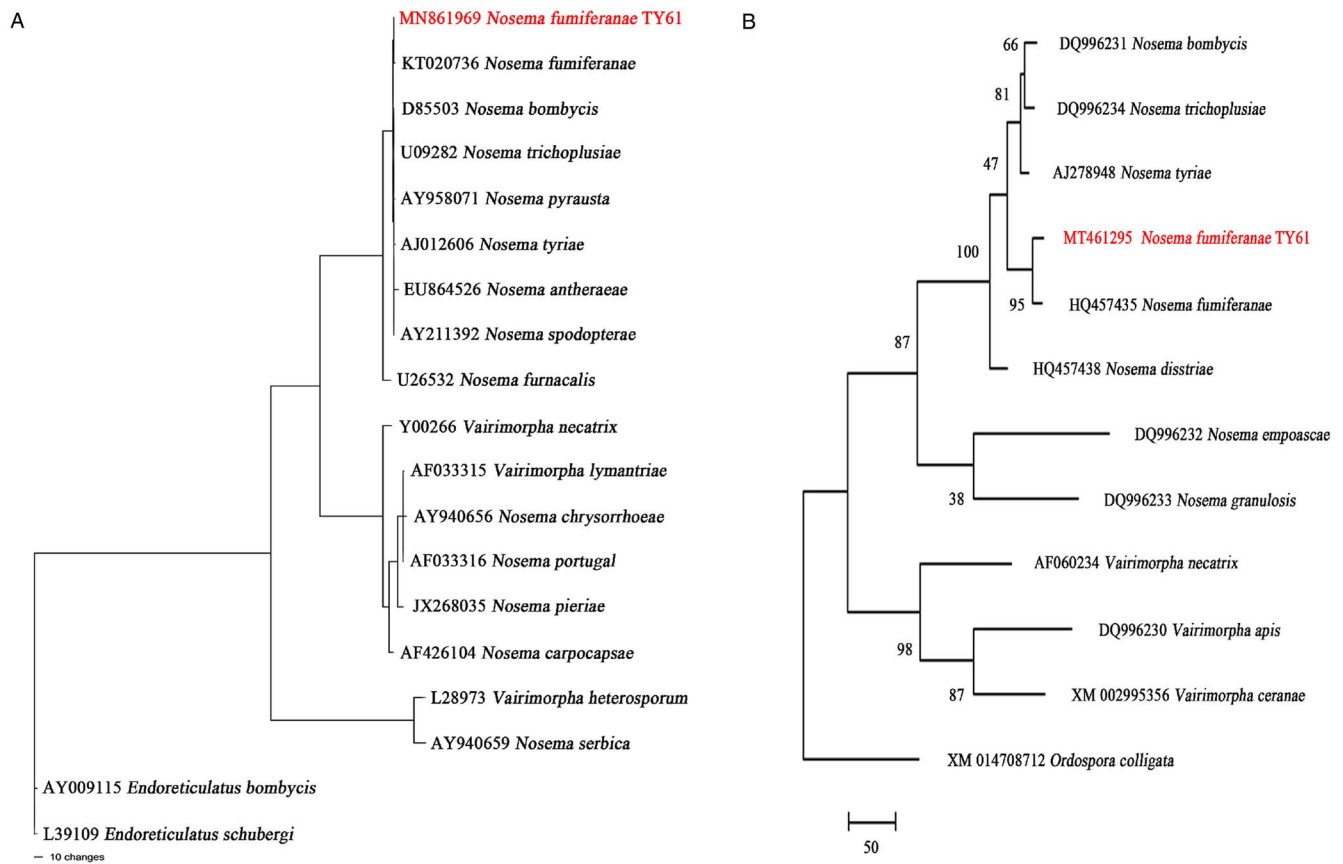 A
MN861969 Nosema fumiferanae TY61
KT020736 Nosema fumiferanae
D85503 Nosema bombycis
U09282 Nosema trichoplusiae
AY958071 Nosema pyrausta
AJ012606 Nosema tyriae
EU864526 Nosema antheraeae
AY211392 Nosema spodopterae
U26532 Nosema furnacalis
Y00266 Vairimorpha necatrix
AF033315 Vairimorpha lymantriae
AY940656 Nosema chrysorrhoeae
AF033316 Nosema portugal
JX268035 Nosema pieriae
AF426104 Nosema carpocapsae
L28973 Vairimorpha heterosporum
AY940659 Nosema serbica
AY009115 Endoreticulatus bombycis
L39109 Endoreticulatus schubergi
10 changes
B
66
DQ996231 Nosema bombycis
81
DQ996234 Nosema trichoplusiae
47
AJ278948 Nosema tyriae
MT461295 Nosema fumiferanae TY61
100
95
HQ457435 Nosema fumiferanae
87
HQ457438 Nosema disstriae
DQ996232 Nosema empoascae
38
DQ996233 Nosema granulosis
AF060234 Vairimorpha necatrix
DQ996230 Vairimorpha apis
98
87
XM 002995356 Vairimorpha ceranae
XM 014708712 Ordospora colligata
50